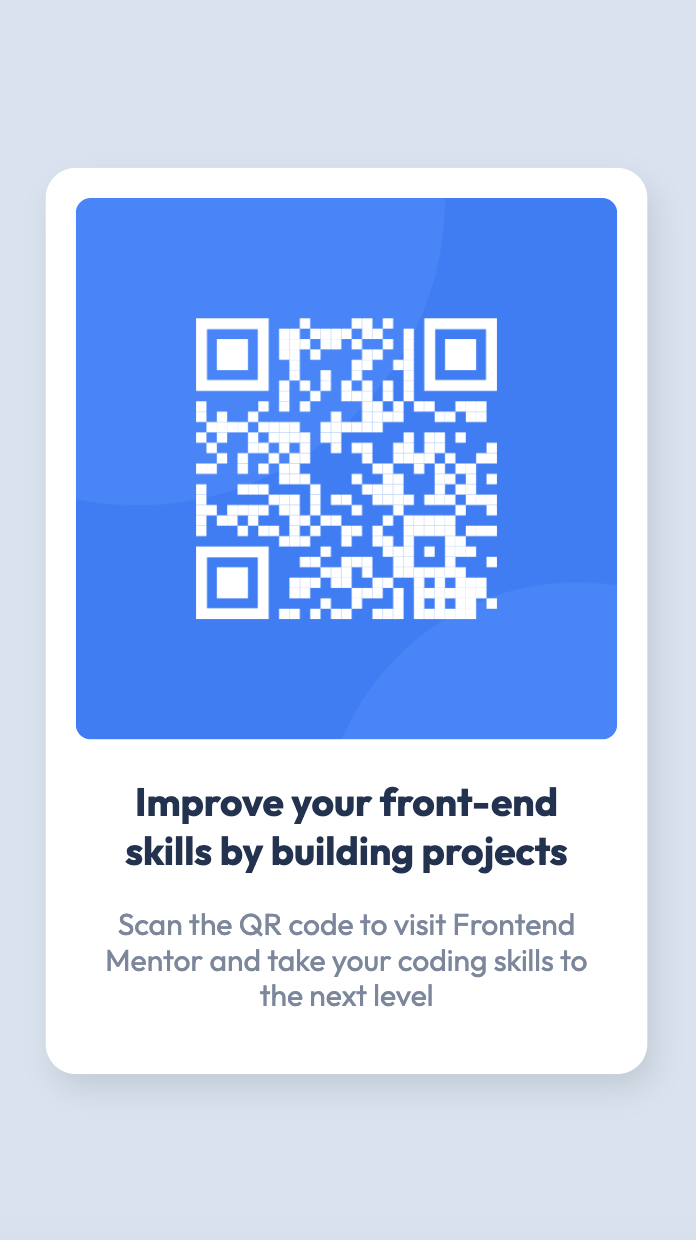 Improve your front-end
skills by building projects
Scan the QR code to visit Frontend
Mentor and take your coding skills to
the next level